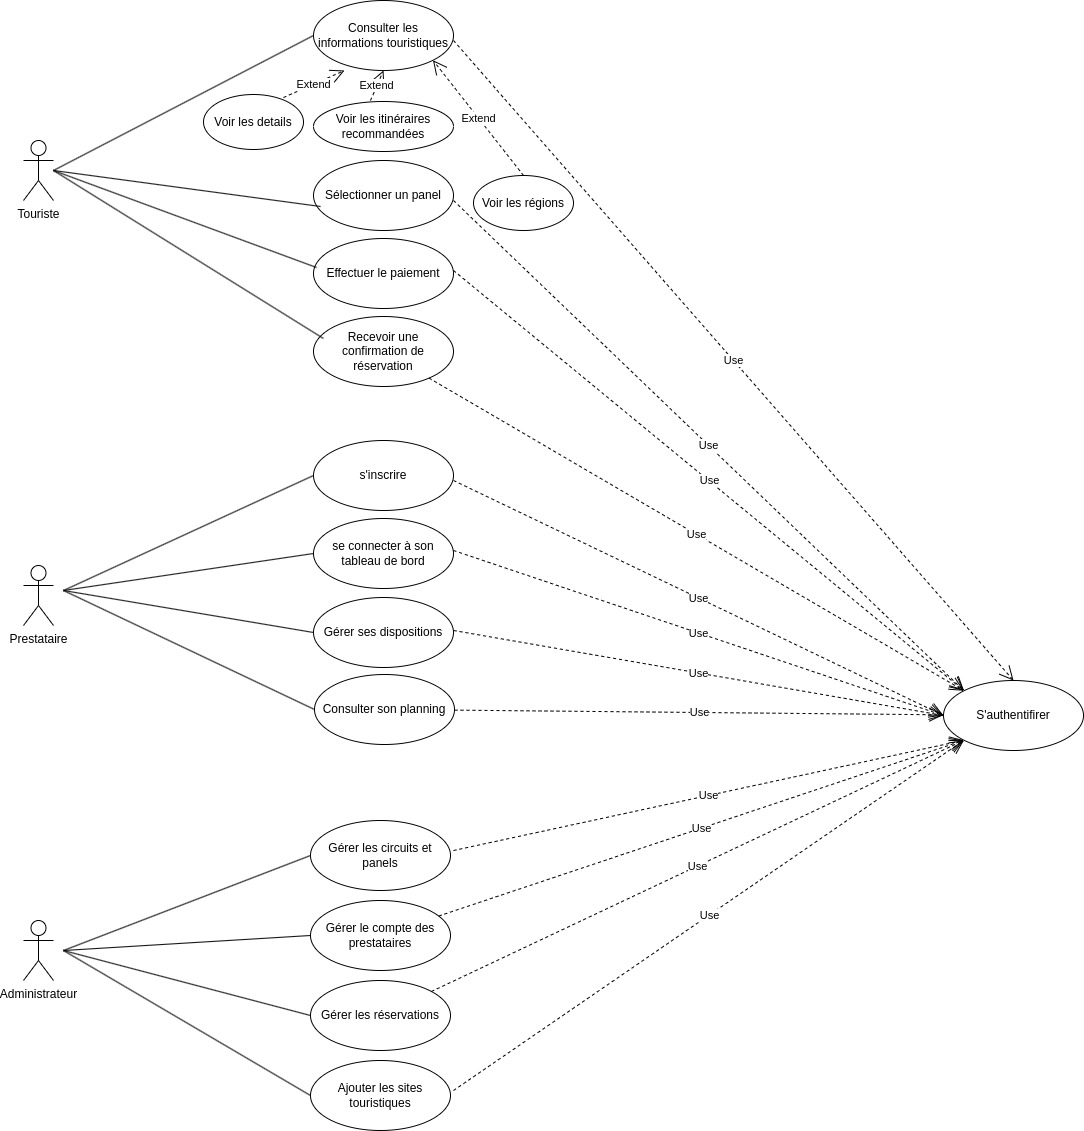 Consulter les
informations touristiques
Extend
Extend
Extend
Voir les details
Voir les itinéraires
recommandées
Voir les régions
Touriste
Sélectionner un panel
Effectuer le paiement
Recevoir une
confirmation de
réservation
Use
Use
Use
Use
s'inscrire
se connecter à son
tableau de bord
Prestataire
Gérer ses dispositions
Consulter son planning
Use
Use
Use
Use
S'authentifirer
Gérer les circuits et
panels
Gérer le compte des
prestataires
Administrateur
Gérer les réservations
Ajouter les sites
touristiques
Use
Use
Use
Use